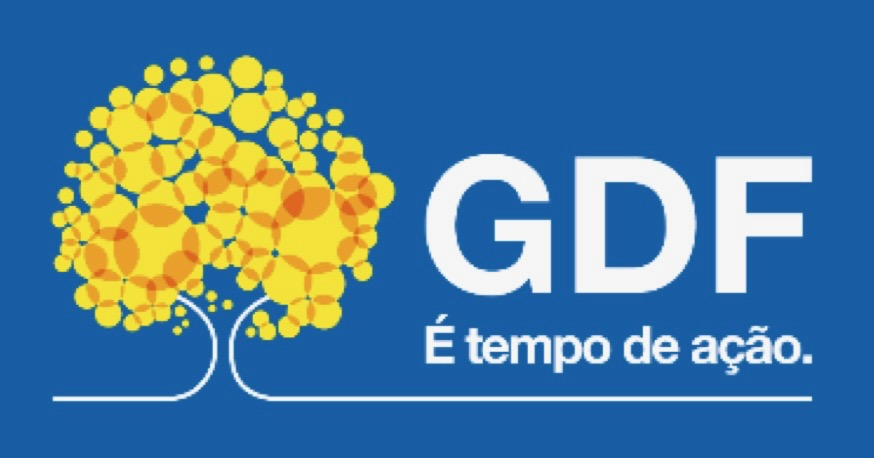 GDF
É tempo de ação.